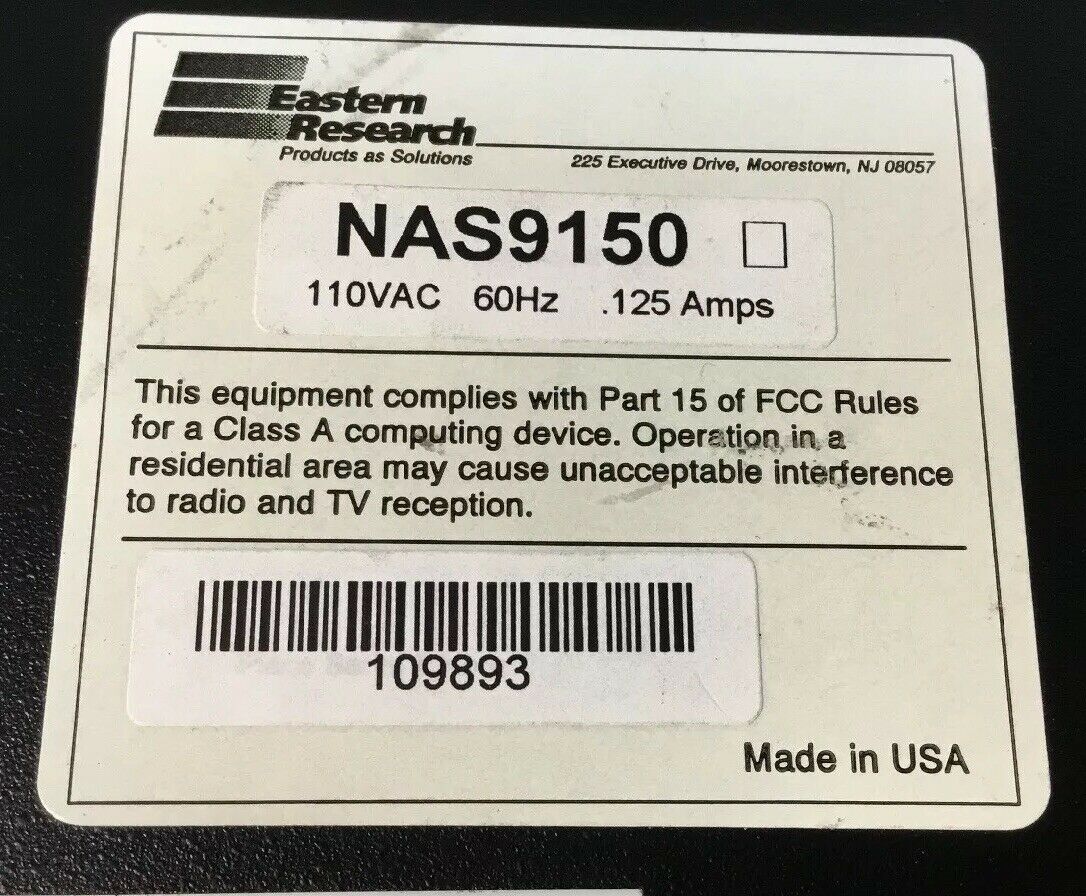 Eastern
Research
Products as Solutions
225 Executive Drive, Moorestown, NJ 08057
NAS9150
110VAC 60Hz .125 Amps
This equipment complies with Part 15 of FCC Rules
for a Class A computing device. Operation in a
residential area may cause unacceptable interference
to radio and TV reception.
109893
Made in USA